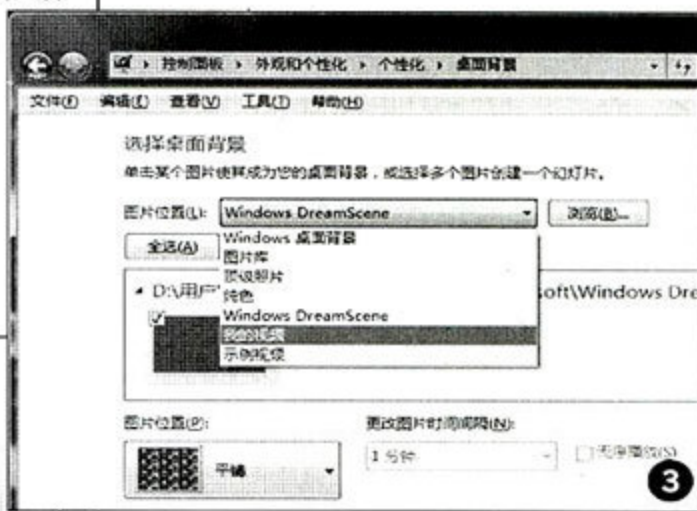 控制面板 ▸ 外观和个性化 ▸ 个性化 ▸ 桌面背景
文件(F) 编辑(E) 查看(V) 工具(T) 帮助(H)
选择桌面背景
单击某个图片使其成为您的桌面背景，或选择多个图片创建一个幻灯片。
图片位置(L): Windows DreamScene 浏览(B)...
全选(A)
Windows 桌面背景
图片库
顶级照片
纯色
Windows DreamScene
我的视频
示例视频
D:\用户 oft\Windows Dre
图片位置(P): 更改图片时间间隔(N):
平铺 1 分钟 无序播放(S)
3